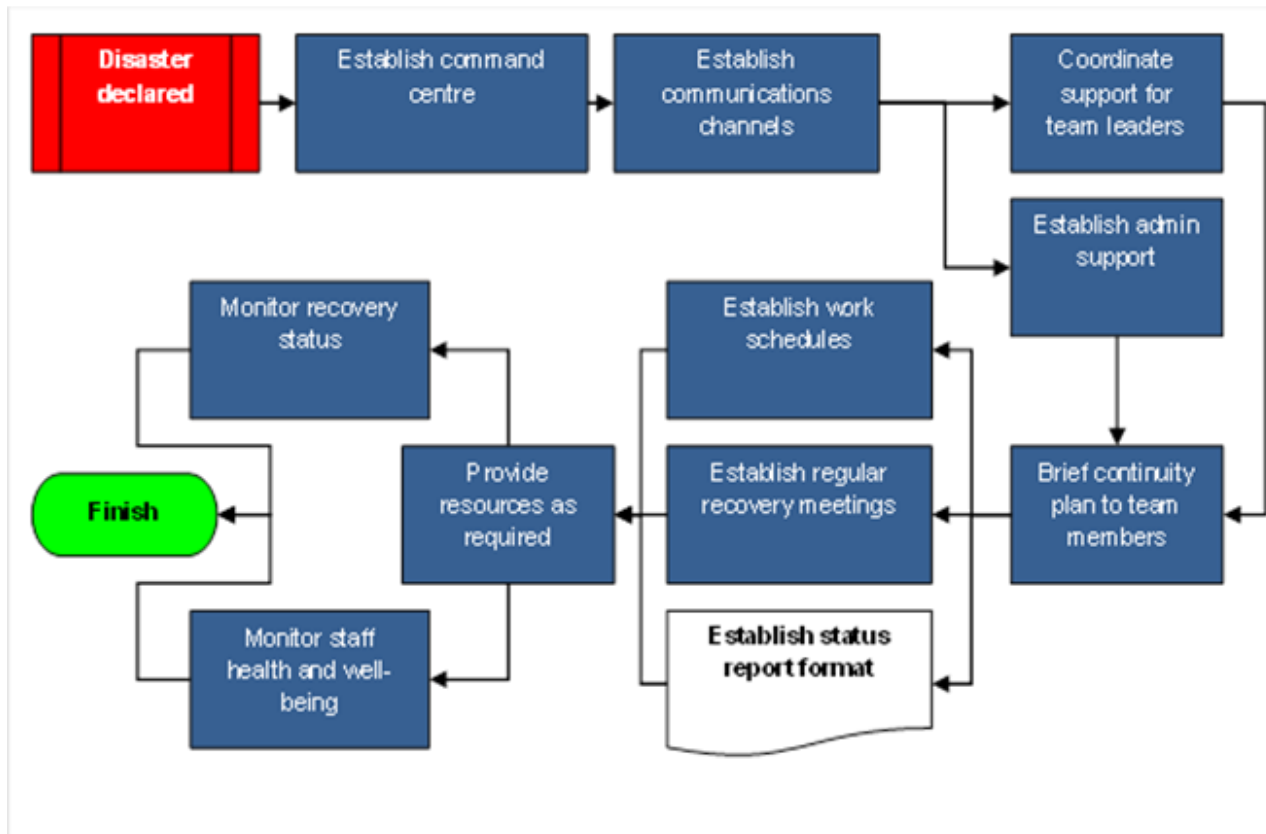 Disaster
declared
Establish command
centre
Establish
communications
channels
Coordinate
support for
team leaders
Establish admin
support
Monitor recovery
status
Establish work
schedules
Finish
Provide
resources as
required
Establish regular
recovery meetings
Brief continuity
plan to team
members
Monitor staff
health and well-
being
Establish status
report format